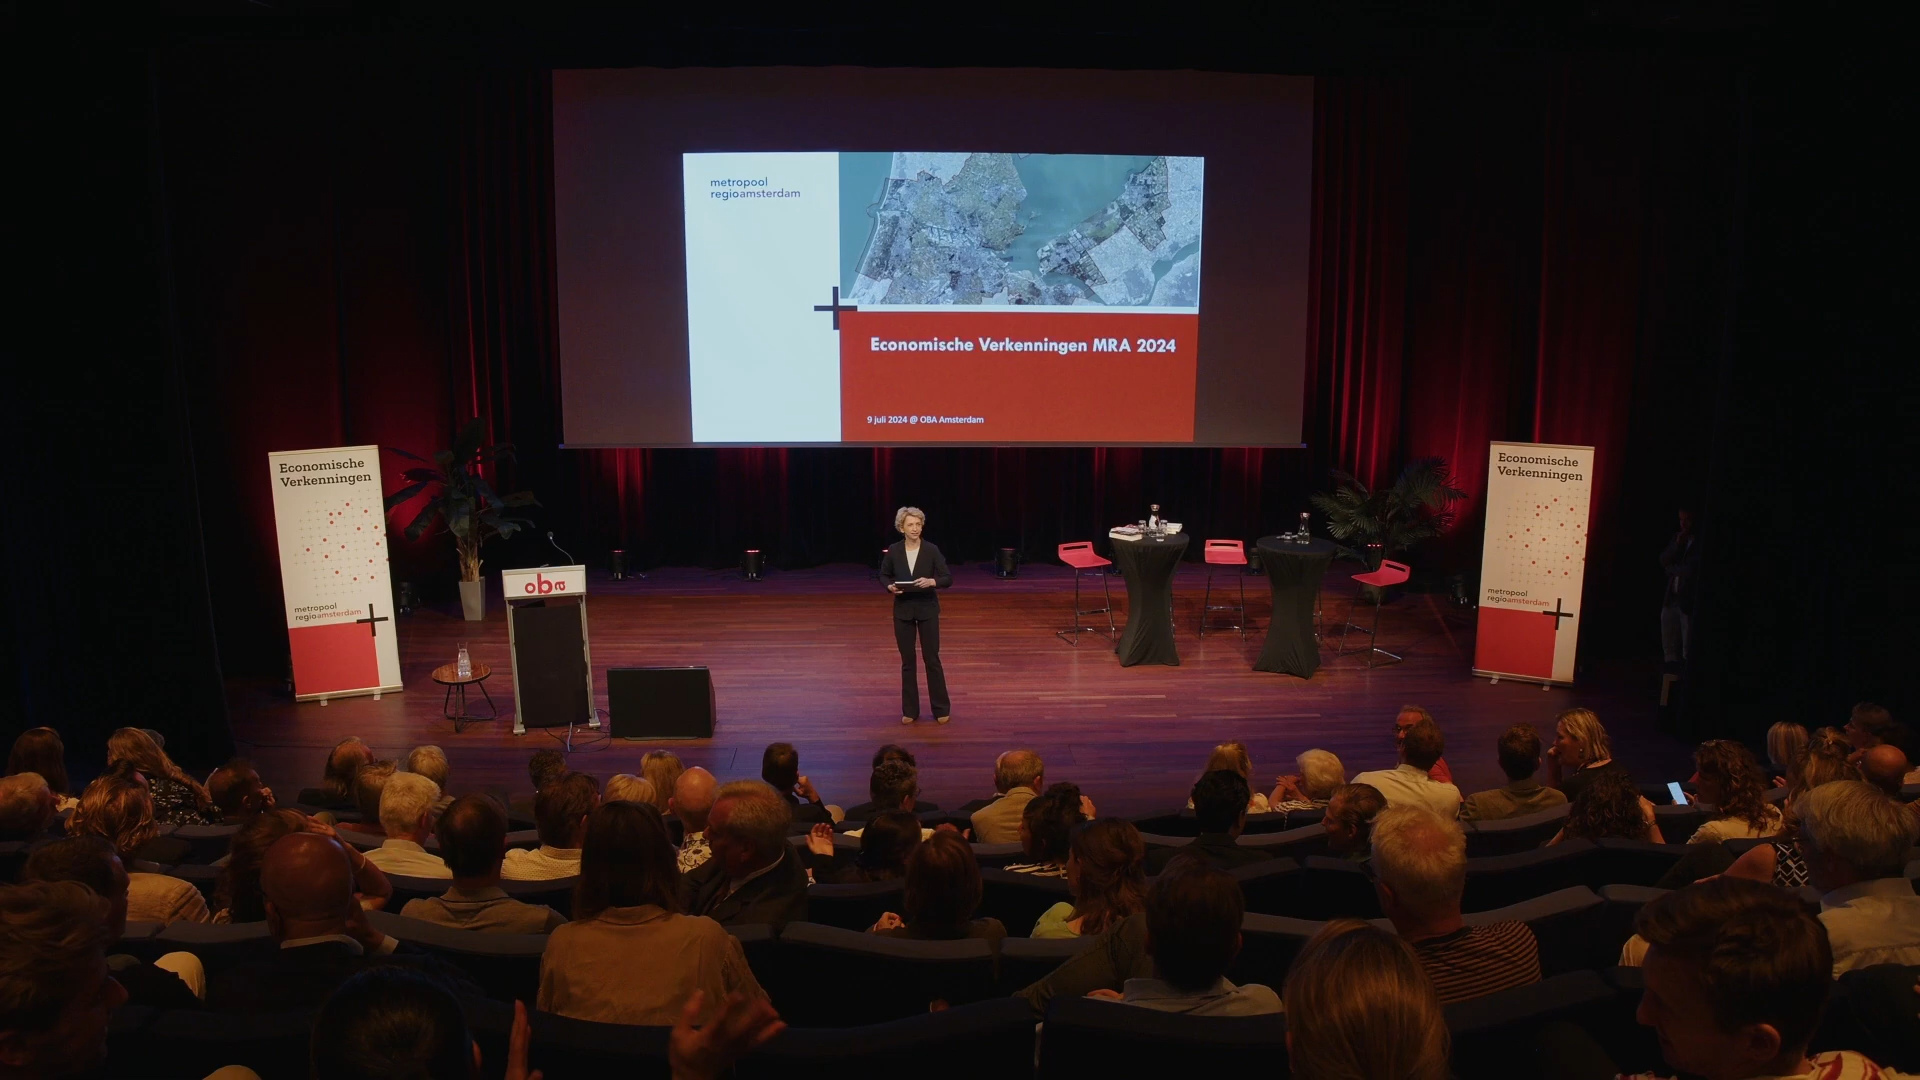 metropool
regioamsterdam
Economische Verkenningen MRA 2024
9 juli 2024 @ OBA Amsterdam
Economische
Verkenningen
metropool
regioamsterdam
oba
Economische
Verkenningen
metropool
regioamsterdam